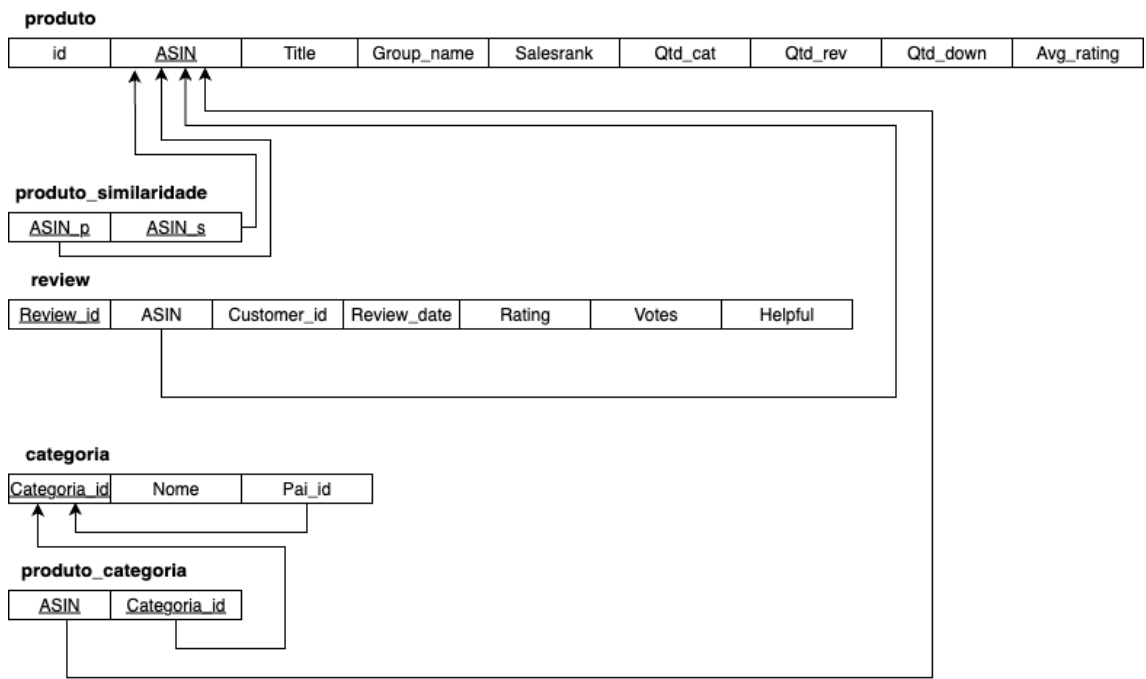 produto
id ASIN Title Group_name Salesrank Qtd_cat Qtd_rev Qtd_down Avg_rating
produto_similaridade
ASIN_p ASIN_s
review
Review_id ASIN Customer_id Review_date Rating Votes Helpful
categoria
Categoria_id Nome Pai_id
produto_categoria
ASIN Categoria_id